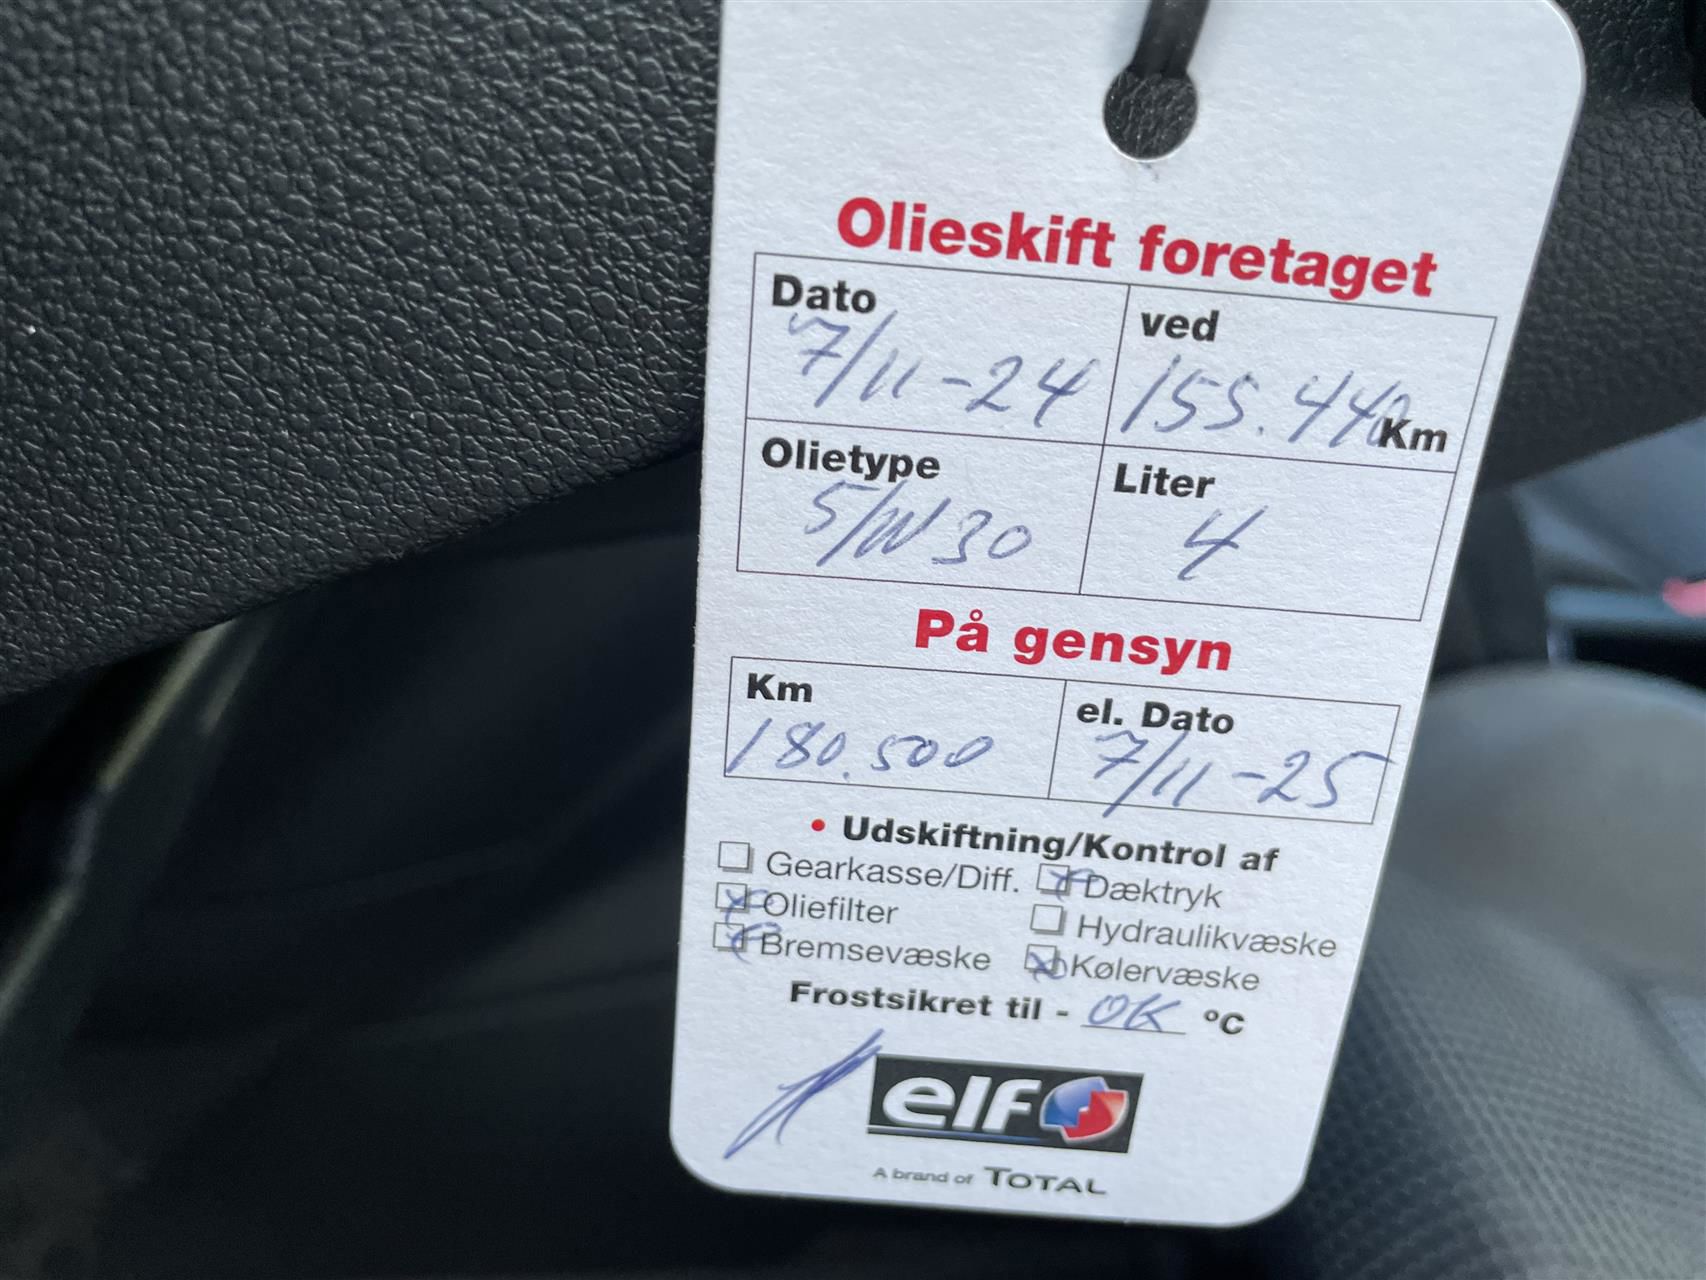 Olieskift foretaget
Dato ved
7/11-24 155.440 Km
Olietype Liter
5/W30 4
På gensyn
Km el. Dato
180.500 7/11-25
• Udskiftning/Kontrol af
Gearkasse/Diff. Dæktryk
Oliefilter Hydraulikvæske
Bremsevæske Kølervæske
Frostsikret til - OK °C
elf
A brand of TOTAL